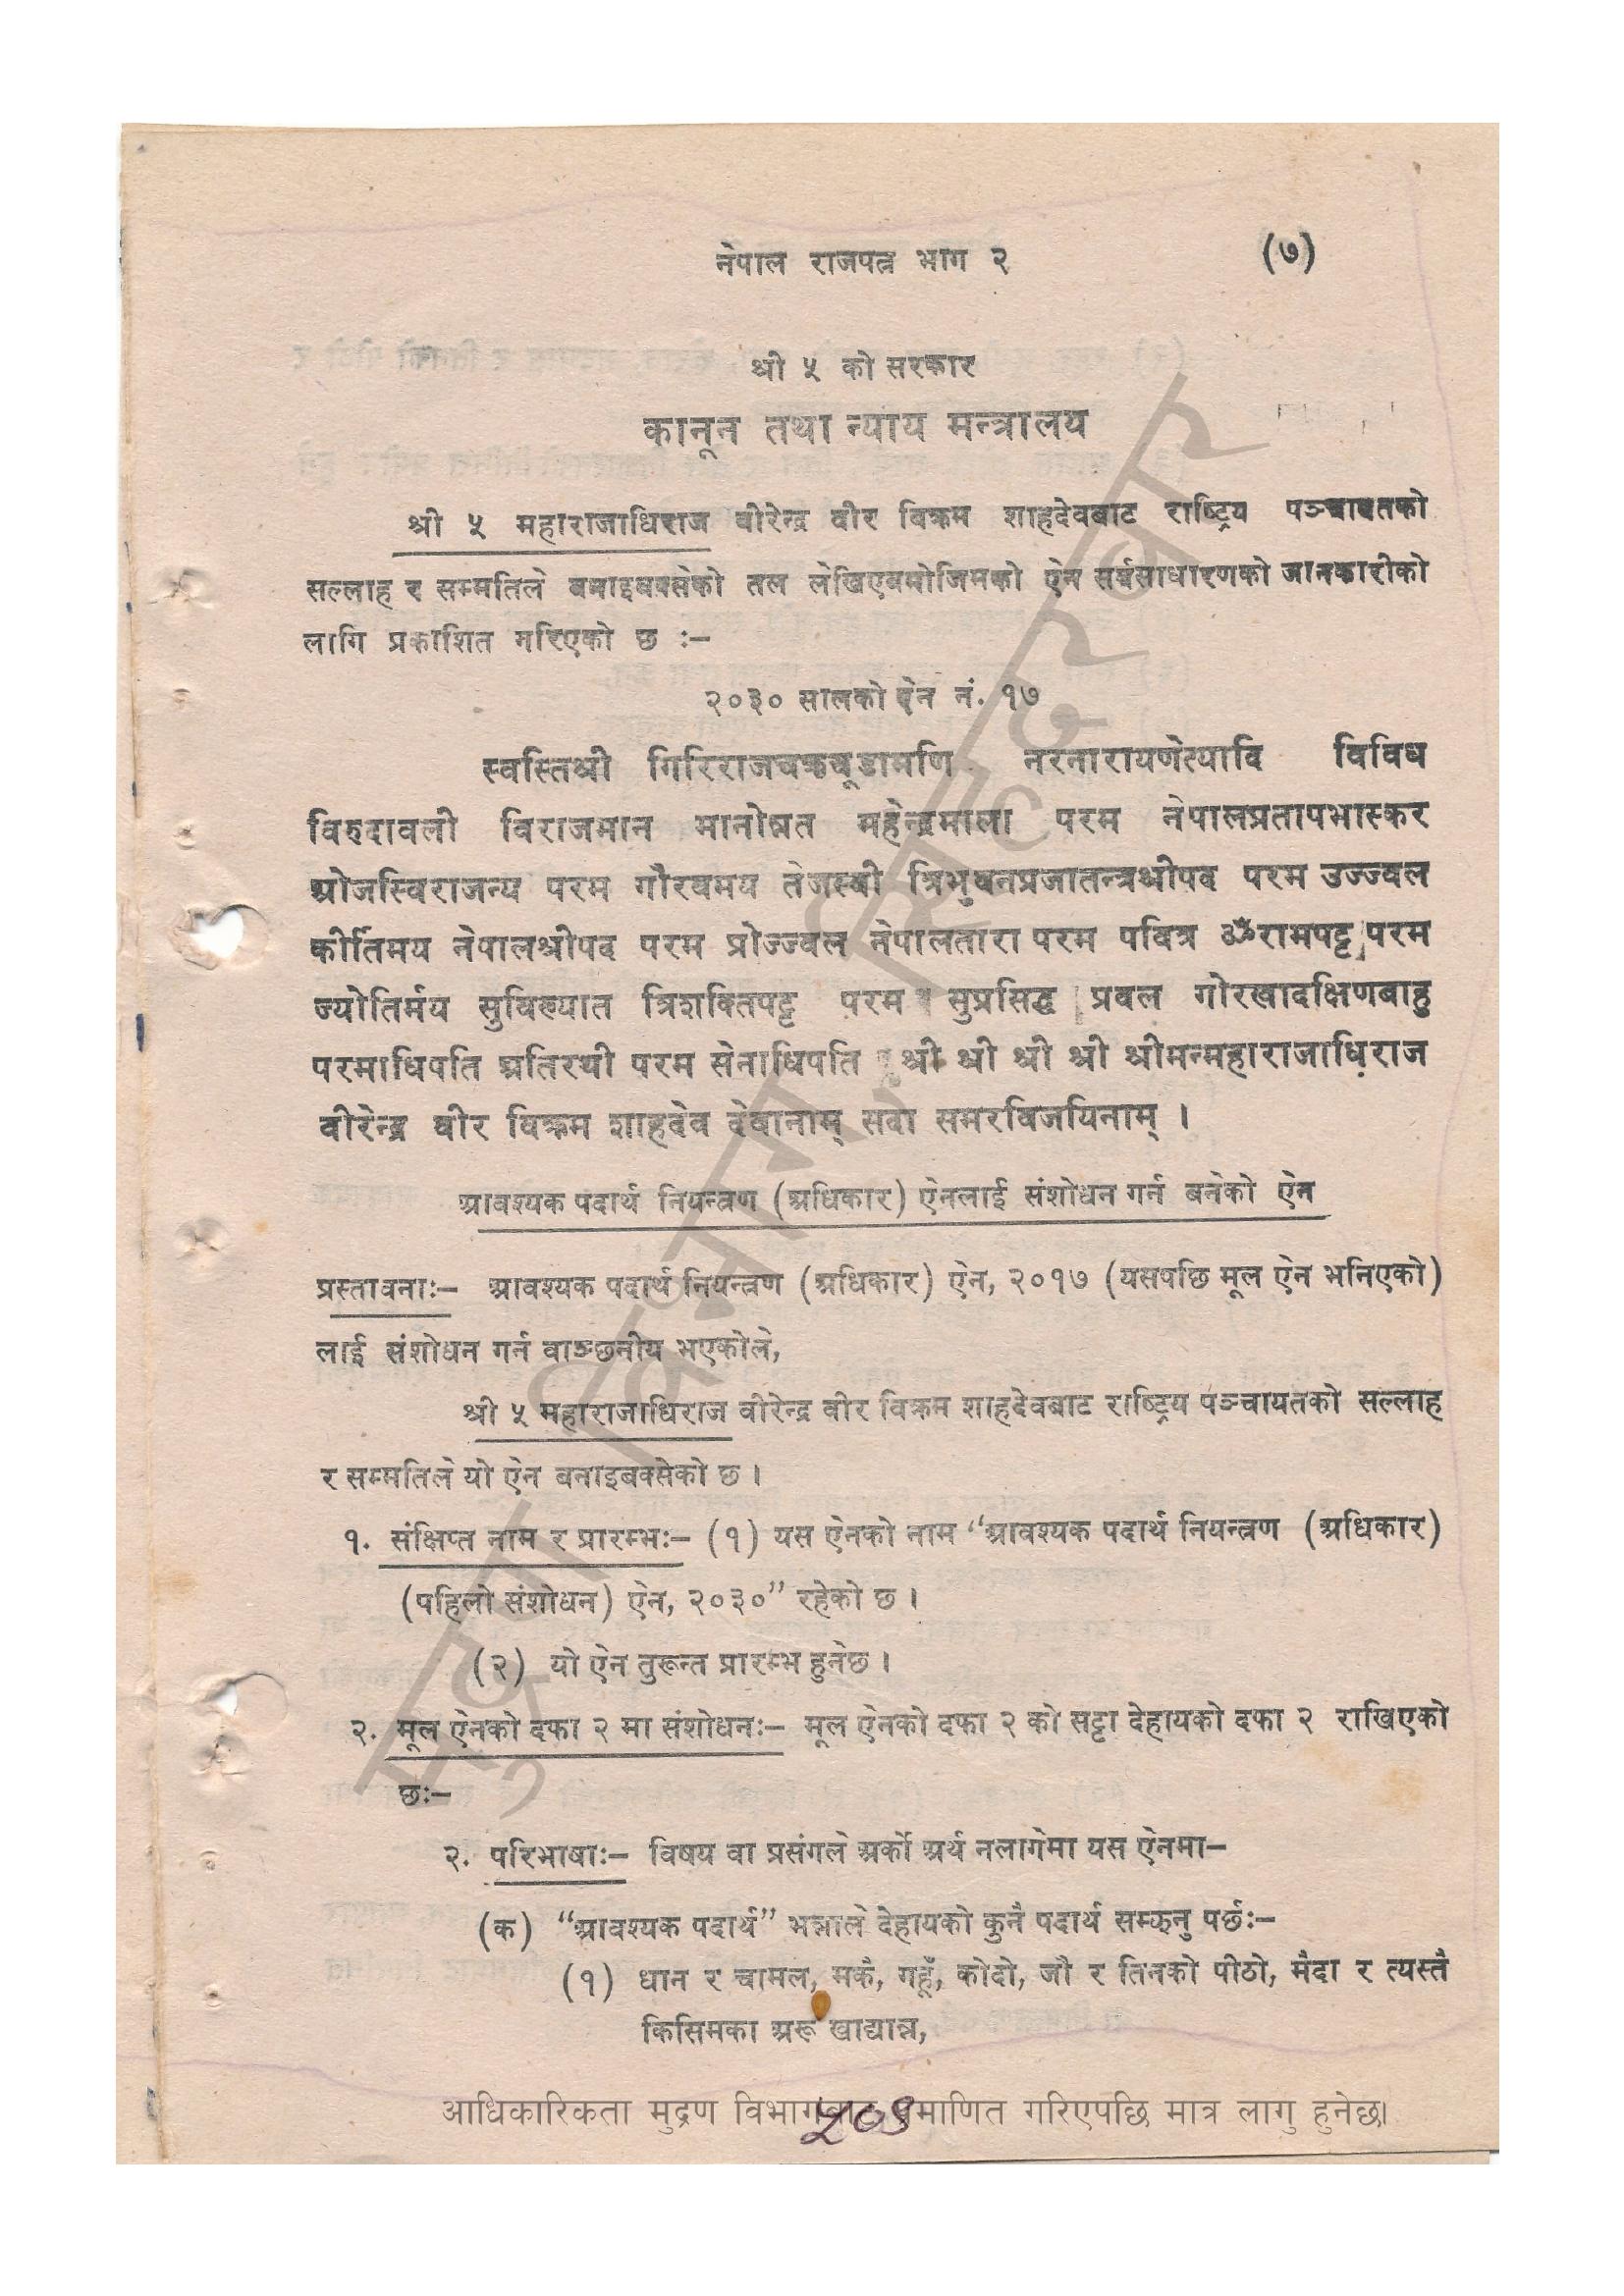 नेपाल राजपत्र भाग २ (७)
श्री ५ को सरकार
कानून तथा न्याय मन्त्रालय
श्री ५ महाराजाधिराज वीरेन्द्र वीर विक्रम शाहदेवबाट राष्ट्रिय पञ्चायतको
सल्लाह र सम्मतिले बनाइबक्सेको तल लेखिएबमोजिमको ऐन सर्वसाधारणको जानकारीको
लागि प्रकाशित गरिएको छ :–
२०३० सालको ऐन नं. १७
स्वस्तिश्री गिरिराजचक्रचूडामणि नरनारायणेत्यादि विविध
विरुदावली विराजमान मानोन्नत महेन्द्रमाला परम नेपालप्रतापभास्कर
ओजस्विराजन्य परम गौरवमय तेजस्वी त्रिभुवनप्रजातन्त्रश्रीपद परम उज्ज्वल
कीर्तिमय नेपालश्रीपद परम प्रोज्ज्वल नेपालतारा परम पवित्र ॐरामपट्ट परम
ज्योतिर्मय सुविख्यात त्रिशक्तिपट्ट परम सुप्रसिद्ध प्रवल गोरखादक्षिणबाहु
परमाधिपति अतिरथी परम सेनाधिपति श्री श्री श्री श्री श्रीमन्महाराजाधिराज
वीरेन्द्र वीर विक्रम शाहदेव देवानाम् सदा समरविजयिनाम् ।
आवश्यक पदार्थ नियन्त्रण (अधिकार) ऐनलाई संशोधन गर्न बनेको ऐन
प्रस्तावनाः– आवश्यक पदार्थ नियन्त्रण (अधिकार) ऐन, २०१७ (यसपछि मूल ऐन भनिएको)
लाई संशोधन गर्न वाञ्छनीय भएकोले,
श्री ५ महाराजाधिराज वीरेन्द्र वीर विक्रम शाहदेवबाट राष्ट्रिय पञ्चायतको सल्लाह
र सम्मतिले यो ऐन बनाइबक्सेको छ ।
१. संक्षिप्त नाम र प्रारम्भः– (१) यस ऐनको नाम “आवश्यक पदार्थ नियन्त्रण (अधिकार)
(पहिलो संशोधन) ऐन, २०३०” रहेको छ ।
(२) यो ऐन तुरून्त प्रारम्भ हुनेछ ।
२. मूल ऐनको दफा २ मा संशोधनः– मूल ऐनको दफा २ को सट्टा देहायको दफा २ राखिएको
छः–
२. परिभाषाः– विषय वा प्रसंगले अर्को अर्थ नलागेमा यस ऐनमा–
(क) “आवश्यक पदार्थ” भन्नाले देहायको कुनै पदार्थ सम्झनु पर्छः–
(१) धान र चामल, मकै, गहूँ, कोदो, जौ र तिनको पीठो, मैदा र त्यस्तै
किसिमका अरू खाद्यान्न,
आधिकारिकता मुद्रण विभागबाट प्रमाणित गरिएपछि मात्र लागु हुनेछ।